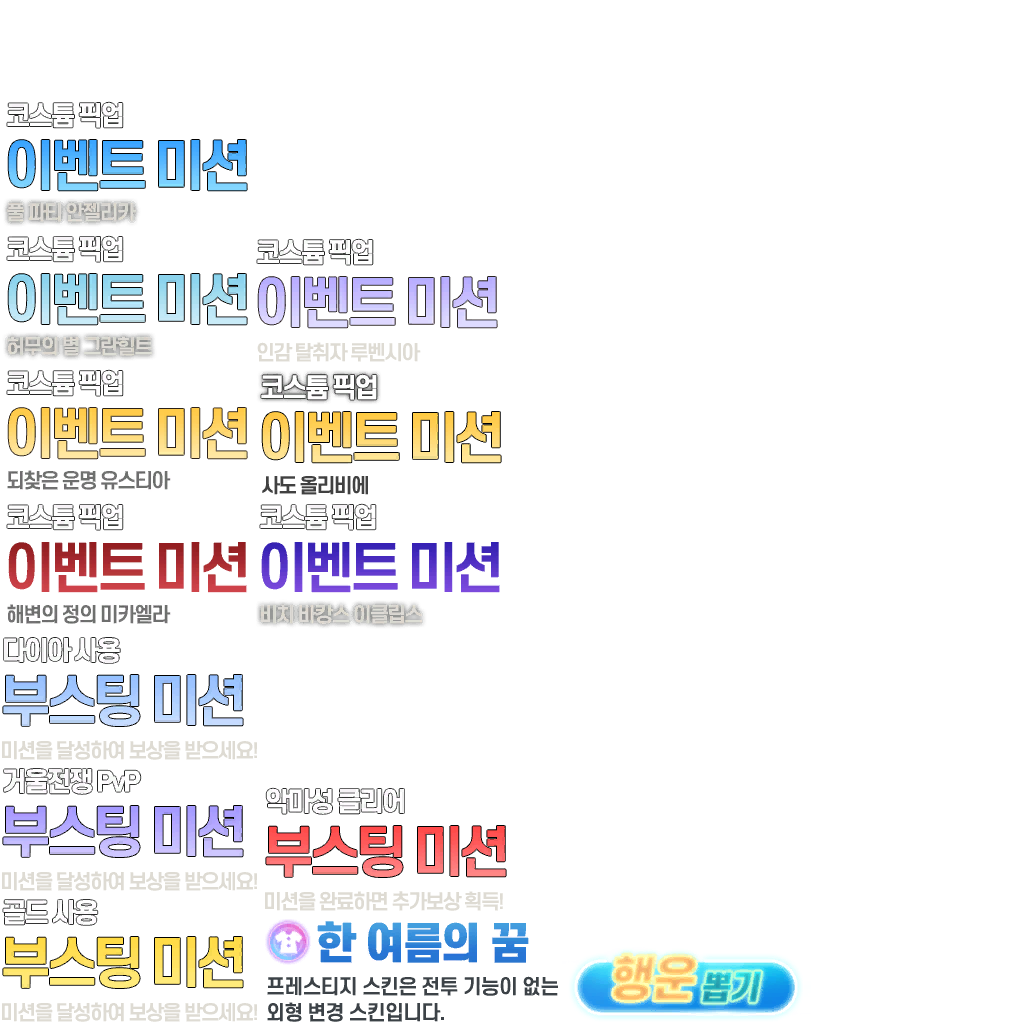 코스튬 픽업
이벤트 미션
풀 파티 안젤리카
코스튬 픽업
이벤트 미션
허무의 별 그란힐트
코스튬 픽업
이벤트 미션
인감 탈취자 루벤시아
코스튬 픽업
이벤트 미션
되찾은 운명 유스티아
코스튬 픽업
이벤트 미션
사도 올리비에
코스튬 픽업
이벤트 미션
해변의 정의 미카엘라
코스튬 픽업
이벤트 미션
비치 바캉스 이클립스
다이아 사용
부스팅 미션
미션을 달성하여 보상을 받으세요!
거울전쟁 PvP
부스팅 미션
미션을 달성하여 보상을 받으세요!
악마성 클리어
부스팅 미션
미션을 완료하면 추가보상 획득!
골드 사용
부스팅 미션
미션을 달성하여 보상을 받으세요!
한 여름의 꿈
프레스티지 스킨은 전투 기능이 없는
외형 변경 스킨입니다.
행운 뽑기